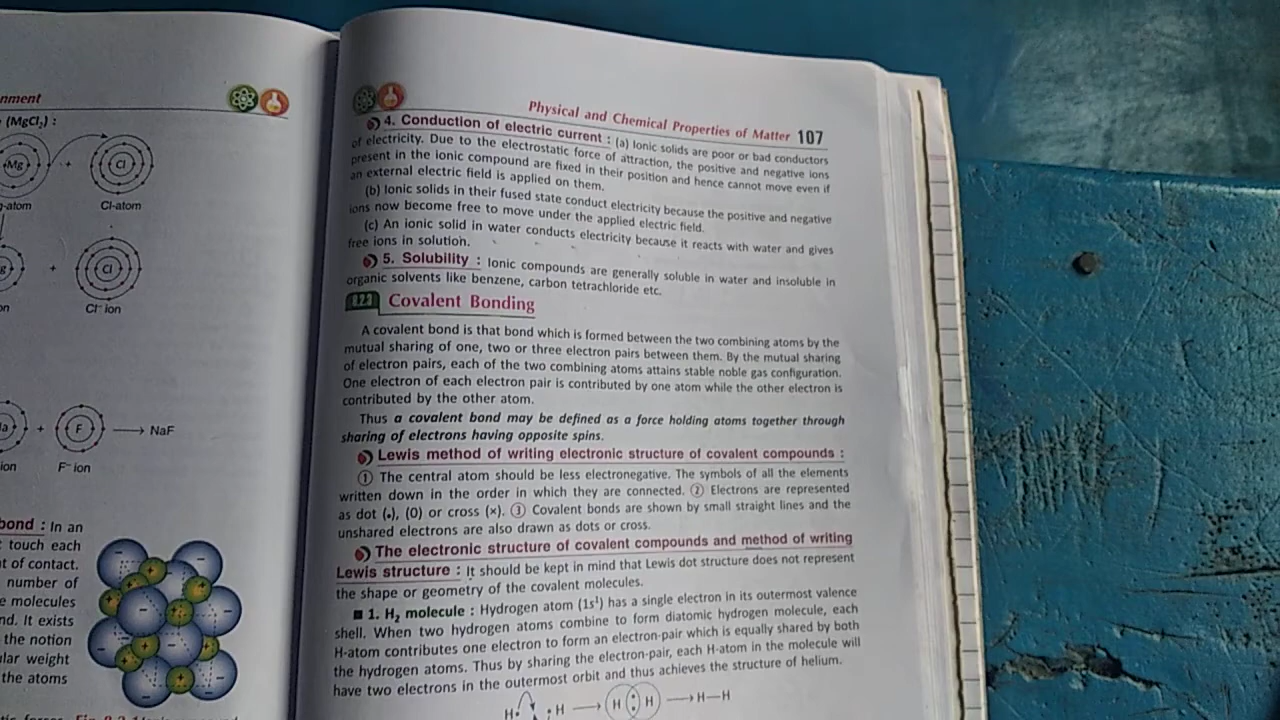 nment
(MgCl₂) :
Mg
+
Cl
-atom
Cl-atom
+
Cl
on
Cl⁻ ion
+
F
→ NaF
ion
F⁻ ion
bond : In an
touch each
t of contact.
number of
e molecules
nd. It exists
the notion
lar weight
the atoms
Physical and Chemical Properties of Matter 107
4. Conduction of electric current : (a) Ionic solids are poor or bad conductors
of electricity. Due to the electrostatic force of attraction, the positive and negative ions
present in the ionic compound are fixed in their position and hence cannot move even if
an external electric field is applied on them.
(b) Ionic solids in their fused state conduct electricity because the positive and negative
ions now become free to move under the applied electric field.
(c) An ionic solid in water conducts electricity because it reacts with water and gives
free ions in solution.
5. Solubility : Ionic compounds are generally soluble in water and insoluble in
organic solvents like benzene, carbon tetrachloride etc.
Covalent Bonding
A covalent bond is that bond which is formed between the two combining atoms by the
mutual sharing of one, two or three electron pairs between them. By the mutual sharing
of electron pairs, each of the two combining atoms attains stable noble gas configuration.
One electron of each electron pair is contributed by one atom while the other electron is
contributed by the other atom.
Thus a covalent bond may be defined as a force holding atoms together through
sharing of electrons having opposite spins.
Lewis method of writing electronic structure of covalent compounds :
① The central atom should be less electronegative. The symbols of all the elements
written down in the order in which they are connected. ② Electrons are represented
as dot (•), (0) or cross (×). ③ Covalent bonds are shown by small straight lines and the
unshared electrons are also drawn as dots or cross.
The electronic structure of covalent compounds and method of writing
Lewis structure : It should be kept in mind that Lewis dot structure does not represent
the shape or geometry of the covalent molecules.
■ 1. H₂ molecule : Hydrogen atom (1s¹) has a single electron in its outermost valence
shell. When two hydrogen atoms combine to form diatomic hydrogen molecule, each
H-atom contributes one electron to form an electron-pair which is equally shared by both
the hydrogen atoms. Thus by sharing the electron-pair, each H-atom in the molecule will
have two electrons in the outermost orbit and thus achieves the structure of helium.
H• •H → H : H → H—H